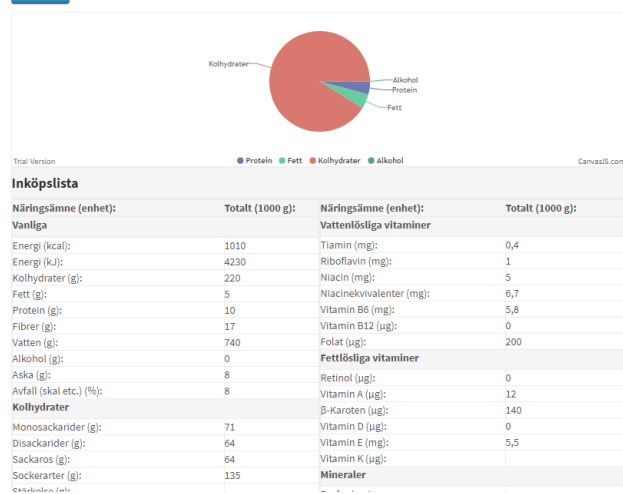 Kolhydrater
Alkohol
Protein
Fett
Trial Version
Protein Fett Kolhydrater Alkohol
CanvasJS.com
Inköpslista
Näringsämne (enhet): Totalt (1000 g):
Vanliga
Energi (kcal): 1010
Energi (kJ): 4230
Kolhydrater (g): 220
Fett (g): 5
Protein (g): 10
Fibrer (g): 17
Vatten (g): 740
Alkohol (g): 0
Aska (g): 8
Avfall (skal etc.) (%): 8
Kolhydrater
Monosackarider (g): 71
Disackarider (g): 64
Sackaros (g): 64
Sockerarter (g): 135
Stärkelse (g):
Näringsämne (enhet): Totalt (1000 g):
Vattenlösliga vitaminer
Tiamin (mg): 0,4
Riboflavin (mg): 1
Niacin (mg): 5
Niacinekvivalenter (mg): 6,7
Vitamin B6 (mg): 5,8
Vitamin B12 (µg): 0
Folat (µg): 200
Fettlösliga vitaminer
Retinol (µg): 0
Vitamin A (µg): 12
β-Karoten (µg): 140
Vitamin D (µg): 0
Vitamin E (mg): 5,5
Vitamin K (µg):
Mineraler